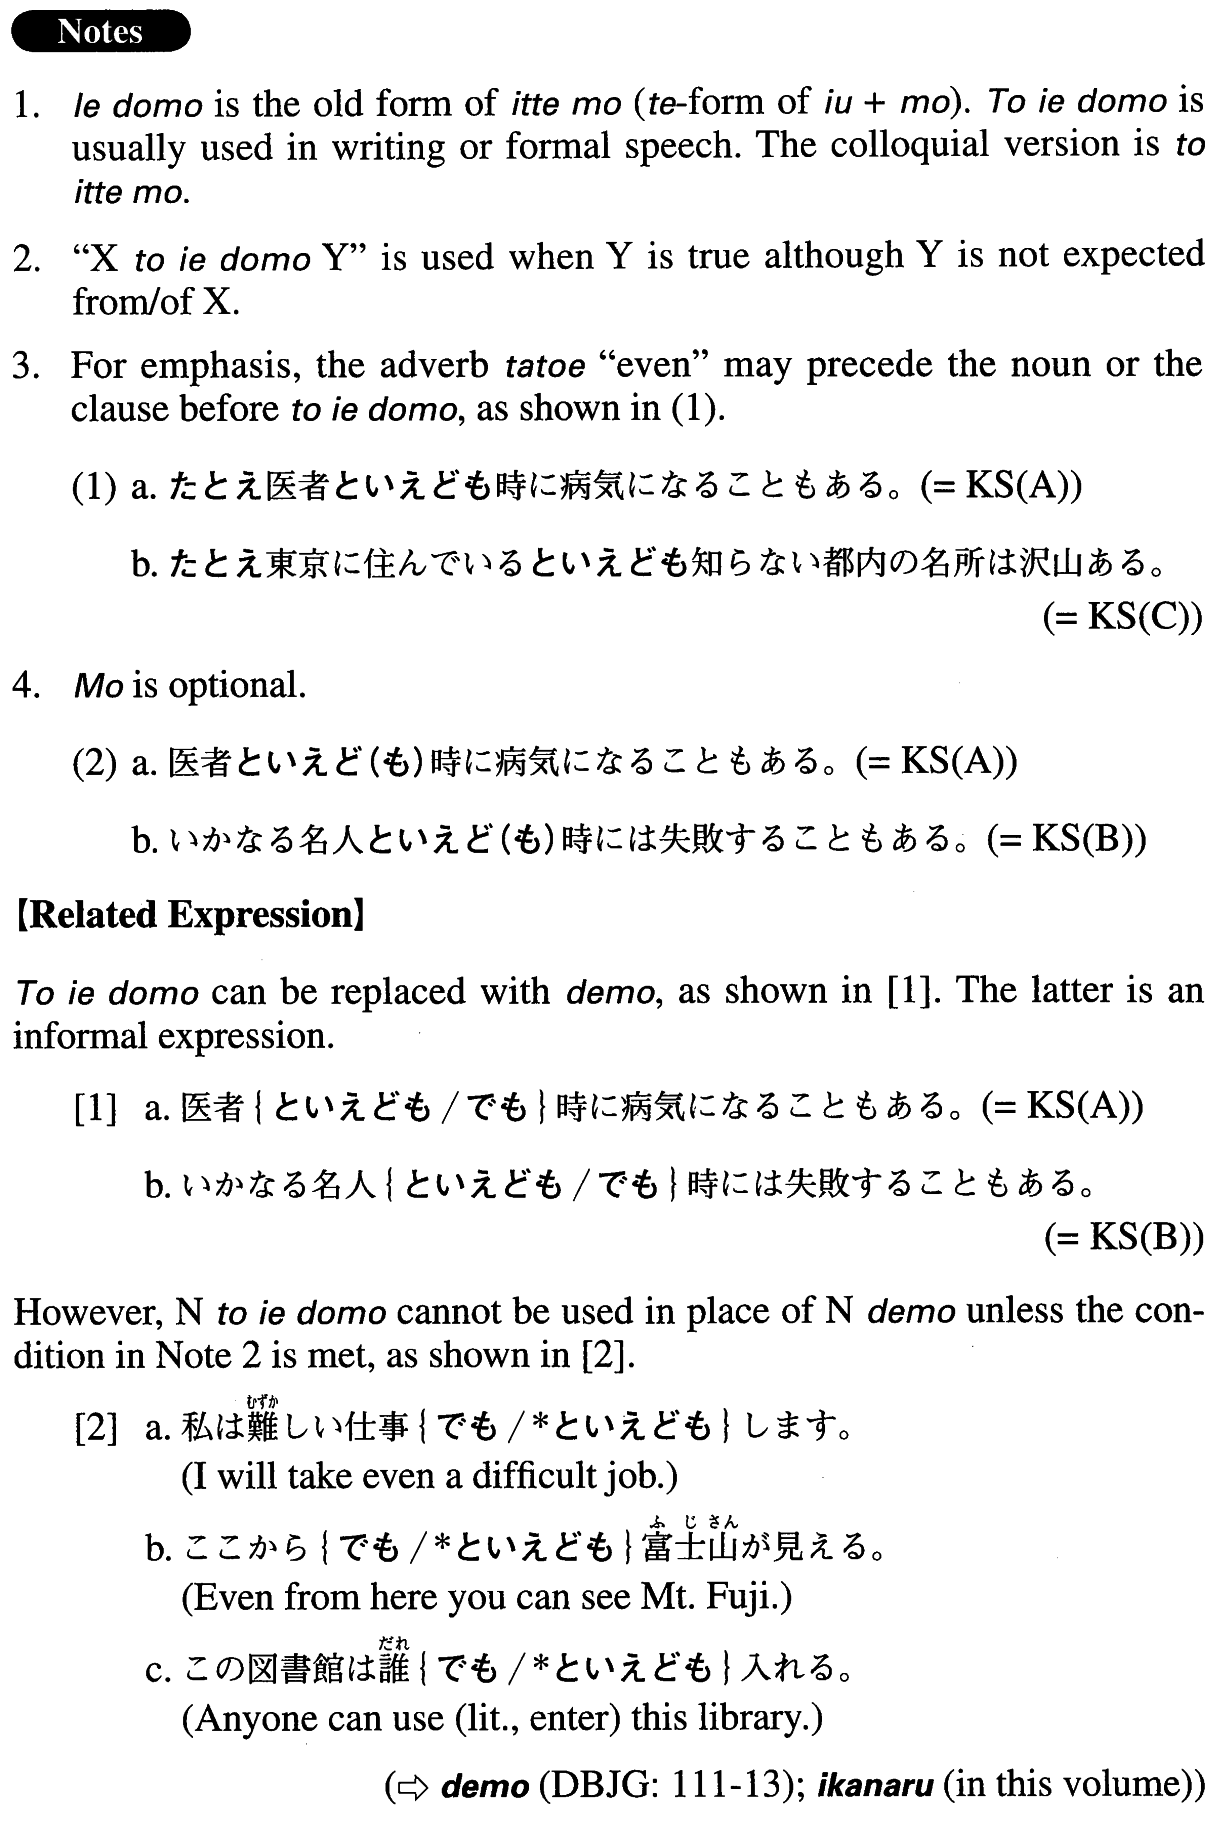 Notes
1. Ie domo is the old form of itte mo (te-form of iu + mo). To ie domo is
usually used in writing or formal speech. The colloquial version is to
itte mo.
2. “X to ie domo Y” is used when Y is true although Y is not expected
from/of X.
3. For emphasis, the adverb tatoe “even” may precede the noun or the
clause before to ie domo, as shown in (1).
(1) a. たとえ医者といえども時に病気になることもある。(= KS(A))
b. たとえ東京に住んでいるといえども知らない都内の名所は沢山ある。
(= KS(C))
4. Mo is optional.
(2) a. 医者といえど(も)時に病気になることもある。(= KS(A))
b. いかなる名人といえど(も)時には失敗することもある。(= KS(B))
【Related Expression】
To ie domo can be replaced with demo, as shown in [1]. The latter is an
informal expression.
[1] a. 医者{といえども/でも}時に病気になることもある。(= KS(A))
b. いかなる名人{といえども/でも}時には失敗することもある。
(= KS(B))
However, N to ie domo cannot be used in place of N demo unless the con-
dition in Note 2 is met, as shown in [2].
むずか
[2] a. 私は難しい仕事{でも/*といえども}します。
(I will take even a difficult job.)
ふ じ さん
b. ここから{でも/*といえども}富士山が見える。
(Even from here you can see Mt. Fuji.)
だれ
c. この図書館は誰{でも/*といえども}入れる。
(Anyone can use (lit., enter) this library.)
(⇨ demo (DBJG: 111-13); ikanaru (in this volume))